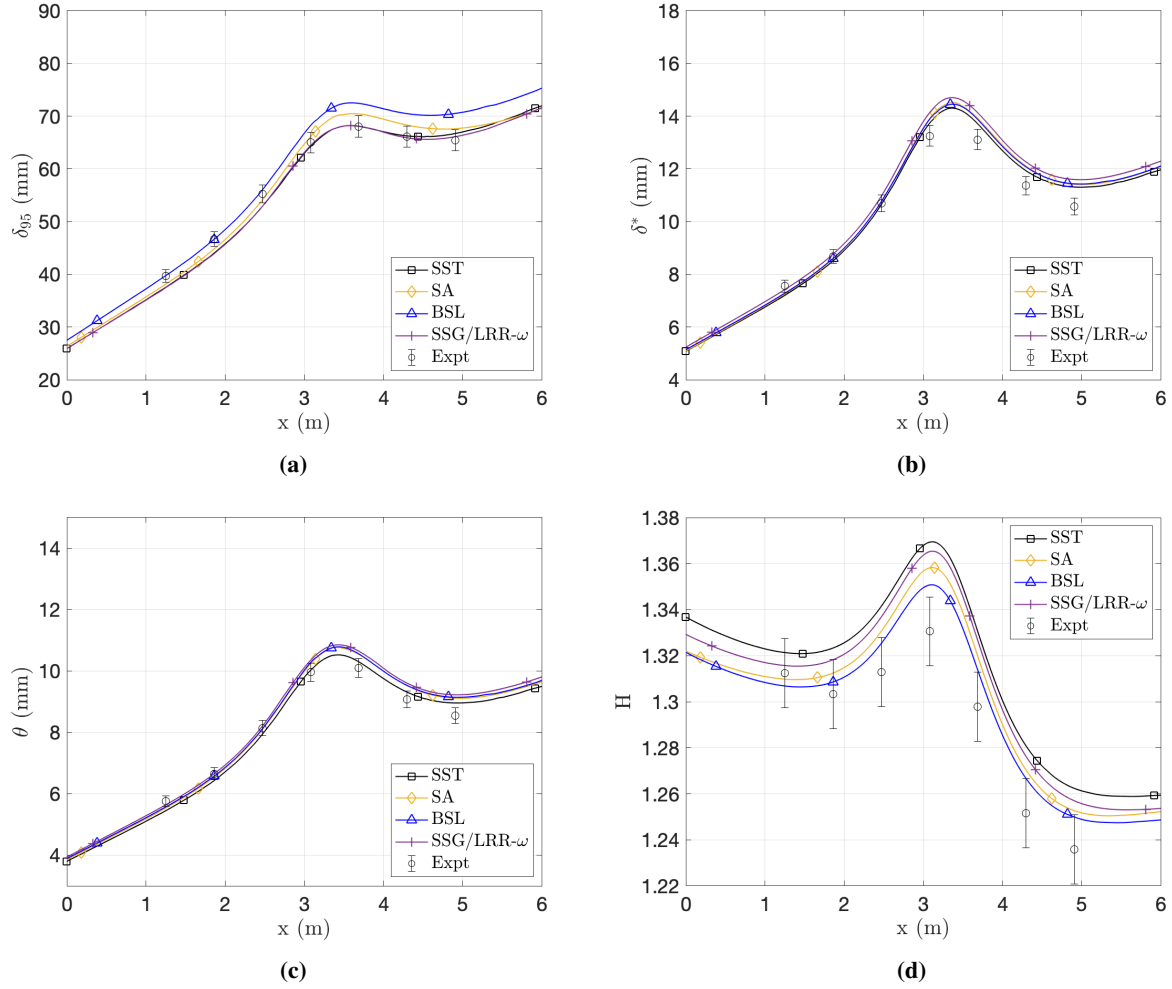 90
80
70
60
50
40
30
20
δ95 (mm)
SST
SA
BSL
SSG/LRR-ω
Expt
0 1 2 3 4 5 6
x (m)
(a)
18
16
14
12
10
8
6
4
δ* (mm)
SST
SA
BSL
SSG/LRR-ω
Expt
0 1 2 3 4 5 6
x (m)
(b)
14
12
10
8
6
4
θ (mm)
SST
SA
BSL
SSG/LRR-ω
Expt
0 1 2 3 4 5 6
x (m)
(c)
1.38
1.36
1.34
1.32
1.3
1.28
1.26
1.24
1.22
H
SST
SA
BSL
SSG/LRR-ω
Expt
0 1 2 3 4 5 6
x (m)
(d)